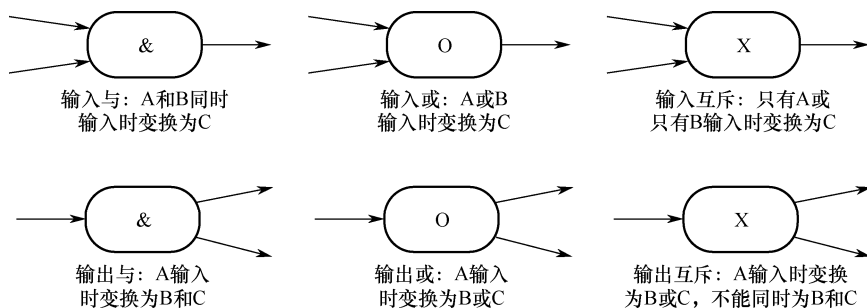 &
O
X
输入与：A和B同时
输入时变换为C
输入或：A或B
输入时变换为C
输入互斥：只有A或
只有B输入时变换为C
&
O
X
输出与：A输入
时变换为B和C
输出或：A输入
时变换为B或C
输出互斥：A输入时变换
为B或C，不能同时为B和C